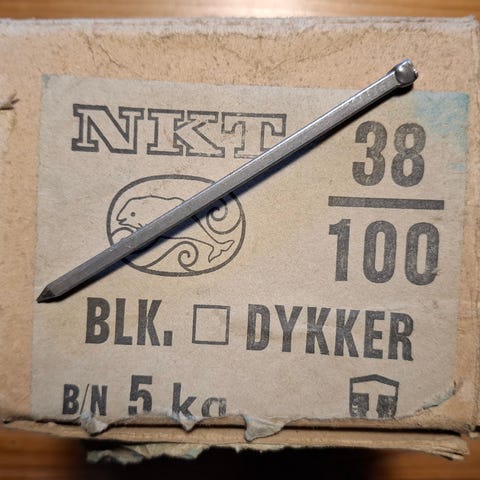 NKT
38
100
BLK. □ DYKKER
B/N 5 kg